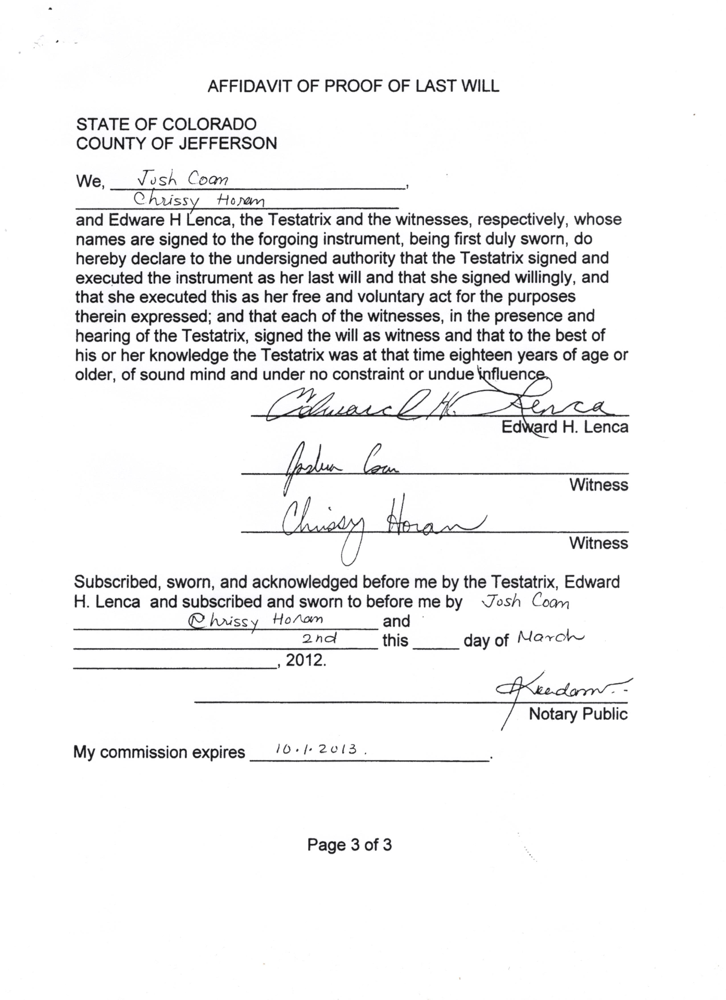 AFFIDAVIT OF PROOF OF LAST WILL
STATE OF COLORADO
COUNTY OF JEFFERSON
We, Josh Coan,
Chrissy Horan
and Edware H Lenca, the Testatrix and the witnesses, respectively, whose
names are signed to the forgoing instrument, being first duly sworn, do
hereby declare to the undersigned authority that the Testatrix signed and
executed the instrument as her last will and that she signed willingly, and
that she executed this as her free and voluntary act for the purposes
therein expressed; and that each of the witnesses, in the presence and
hearing of the Testatrix, signed the will as witness and that to the best of
his or her knowledge the Testatrix was at that time eighteen years of age or
older, of sound mind and under no constraint or undue influence.
Edward H. Lenca
Edward H. Lenca
Joshua Coan
Witness
Chrissy Horan
Witness
Subscribed, sworn, and acknowledged before me by the Testatrix, Edward
H. Lenca and subscribed and sworn to before me by Josh Coan
Chrissy Horan and
2nd this ____ day of March
____, 2012.
Notary Public
My commission expires 10.1.2013.
Page 3 of 3